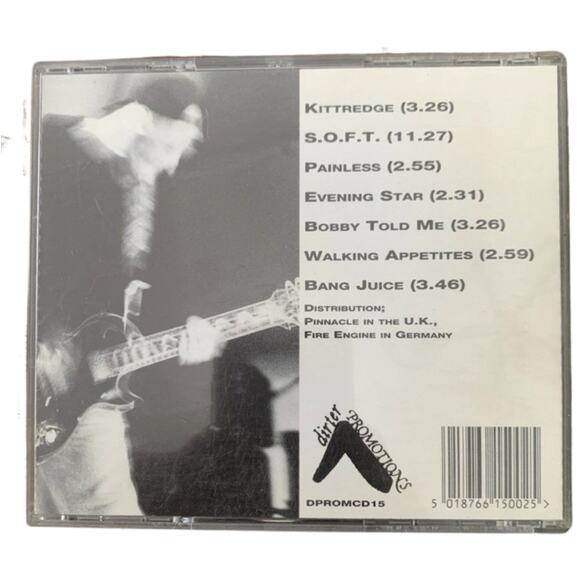 KITTREDGE (3.26)
S.O.F.T. (11.27)
PAINLESS (2.55)
EVENING STAR (2.31)
BOBBY TOLD ME (3.26)
WALKING APPETITES (2.59)
BANG JUICE (3.46)
DISTRIBUTION;
PINNACLE IN THE U.K.,
FIRE ENGINE IN GERMANY
dirter PROMOTIONS
DPROMCD15
5 018766 150025 >